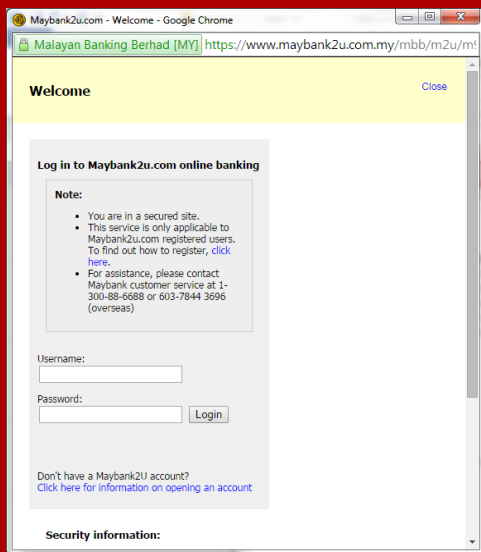 Maybank2u.com - Welcome - Google Chrome
Malayan Banking Berhad [MY] https://www.maybank2u.com.my/mbb/m2u/m9
Welcome
Close
Log in to Maybank2u.com online banking
Note:
• You are in a secured site.
• This service is only applicable to
Maybank2u.com registered users.
To find out how to register, click
here.
• For assistance, please contact
Maybank customer service at 1-
300-88-6688 or 603-7844 3696
(overseas)
Username:
Password:
Login
Don't have a Maybank2U account?
Click here for information on opening an account
Security information: